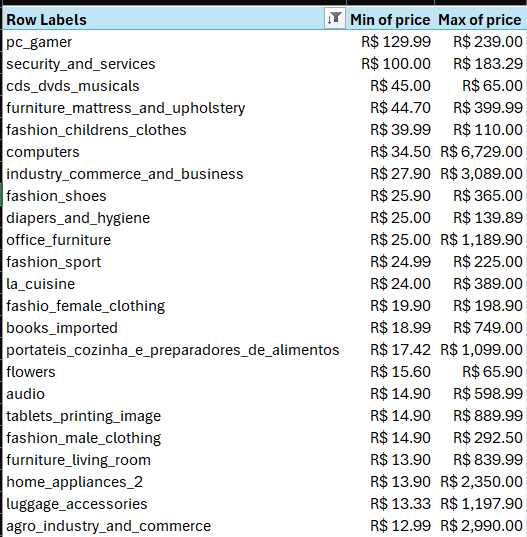 Row Labels Min of price Max of price
pc_gamer R$ 129.99 R$ 239.00
security_and_services R$ 100.00 R$ 183.29
cds_dvds_musicals R$ 45.00 R$ 65.00
furniture_mattress_and_upholstery R$ 44.70 R$ 399.99
fashion_childrens_clothes R$ 39.99 R$ 110.00
computers R$ 34.50 R$ 6,729.00
industry_commerce_and_business R$ 27.90 R$ 3,089.00
fashion_shoes R$ 25.90 R$ 365.00
diapers_and_hygiene R$ 25.00 R$ 139.89
office_furniture R$ 25.00 R$ 1,189.90
fashion_sport R$ 24.99 R$ 225.00
la_cuisine R$ 24.00 R$ 389.00
fashio_female_clothing R$ 19.90 R$ 198.90
books_imported R$ 18.99 R$ 749.00
portateis_cozinha_e_preparadores_de_alimentos R$ 17.42 R$ 1,099.00
flowers R$ 15.60 R$ 65.90
audio R$ 14.90 R$ 598.99
tablets_printing_image R$ 14.90 R$ 889.99
fashion_male_clothing R$ 14.90 R$ 292.50
furniture_living_room R$ 13.90 R$ 839.99
home_appliances_2 R$ 13.90 R$ 2,350.00
luggage_accessories R$ 13.33 R$ 1,197.90
agro_industry_and_commerce R$ 12.99 R$ 2,990.00